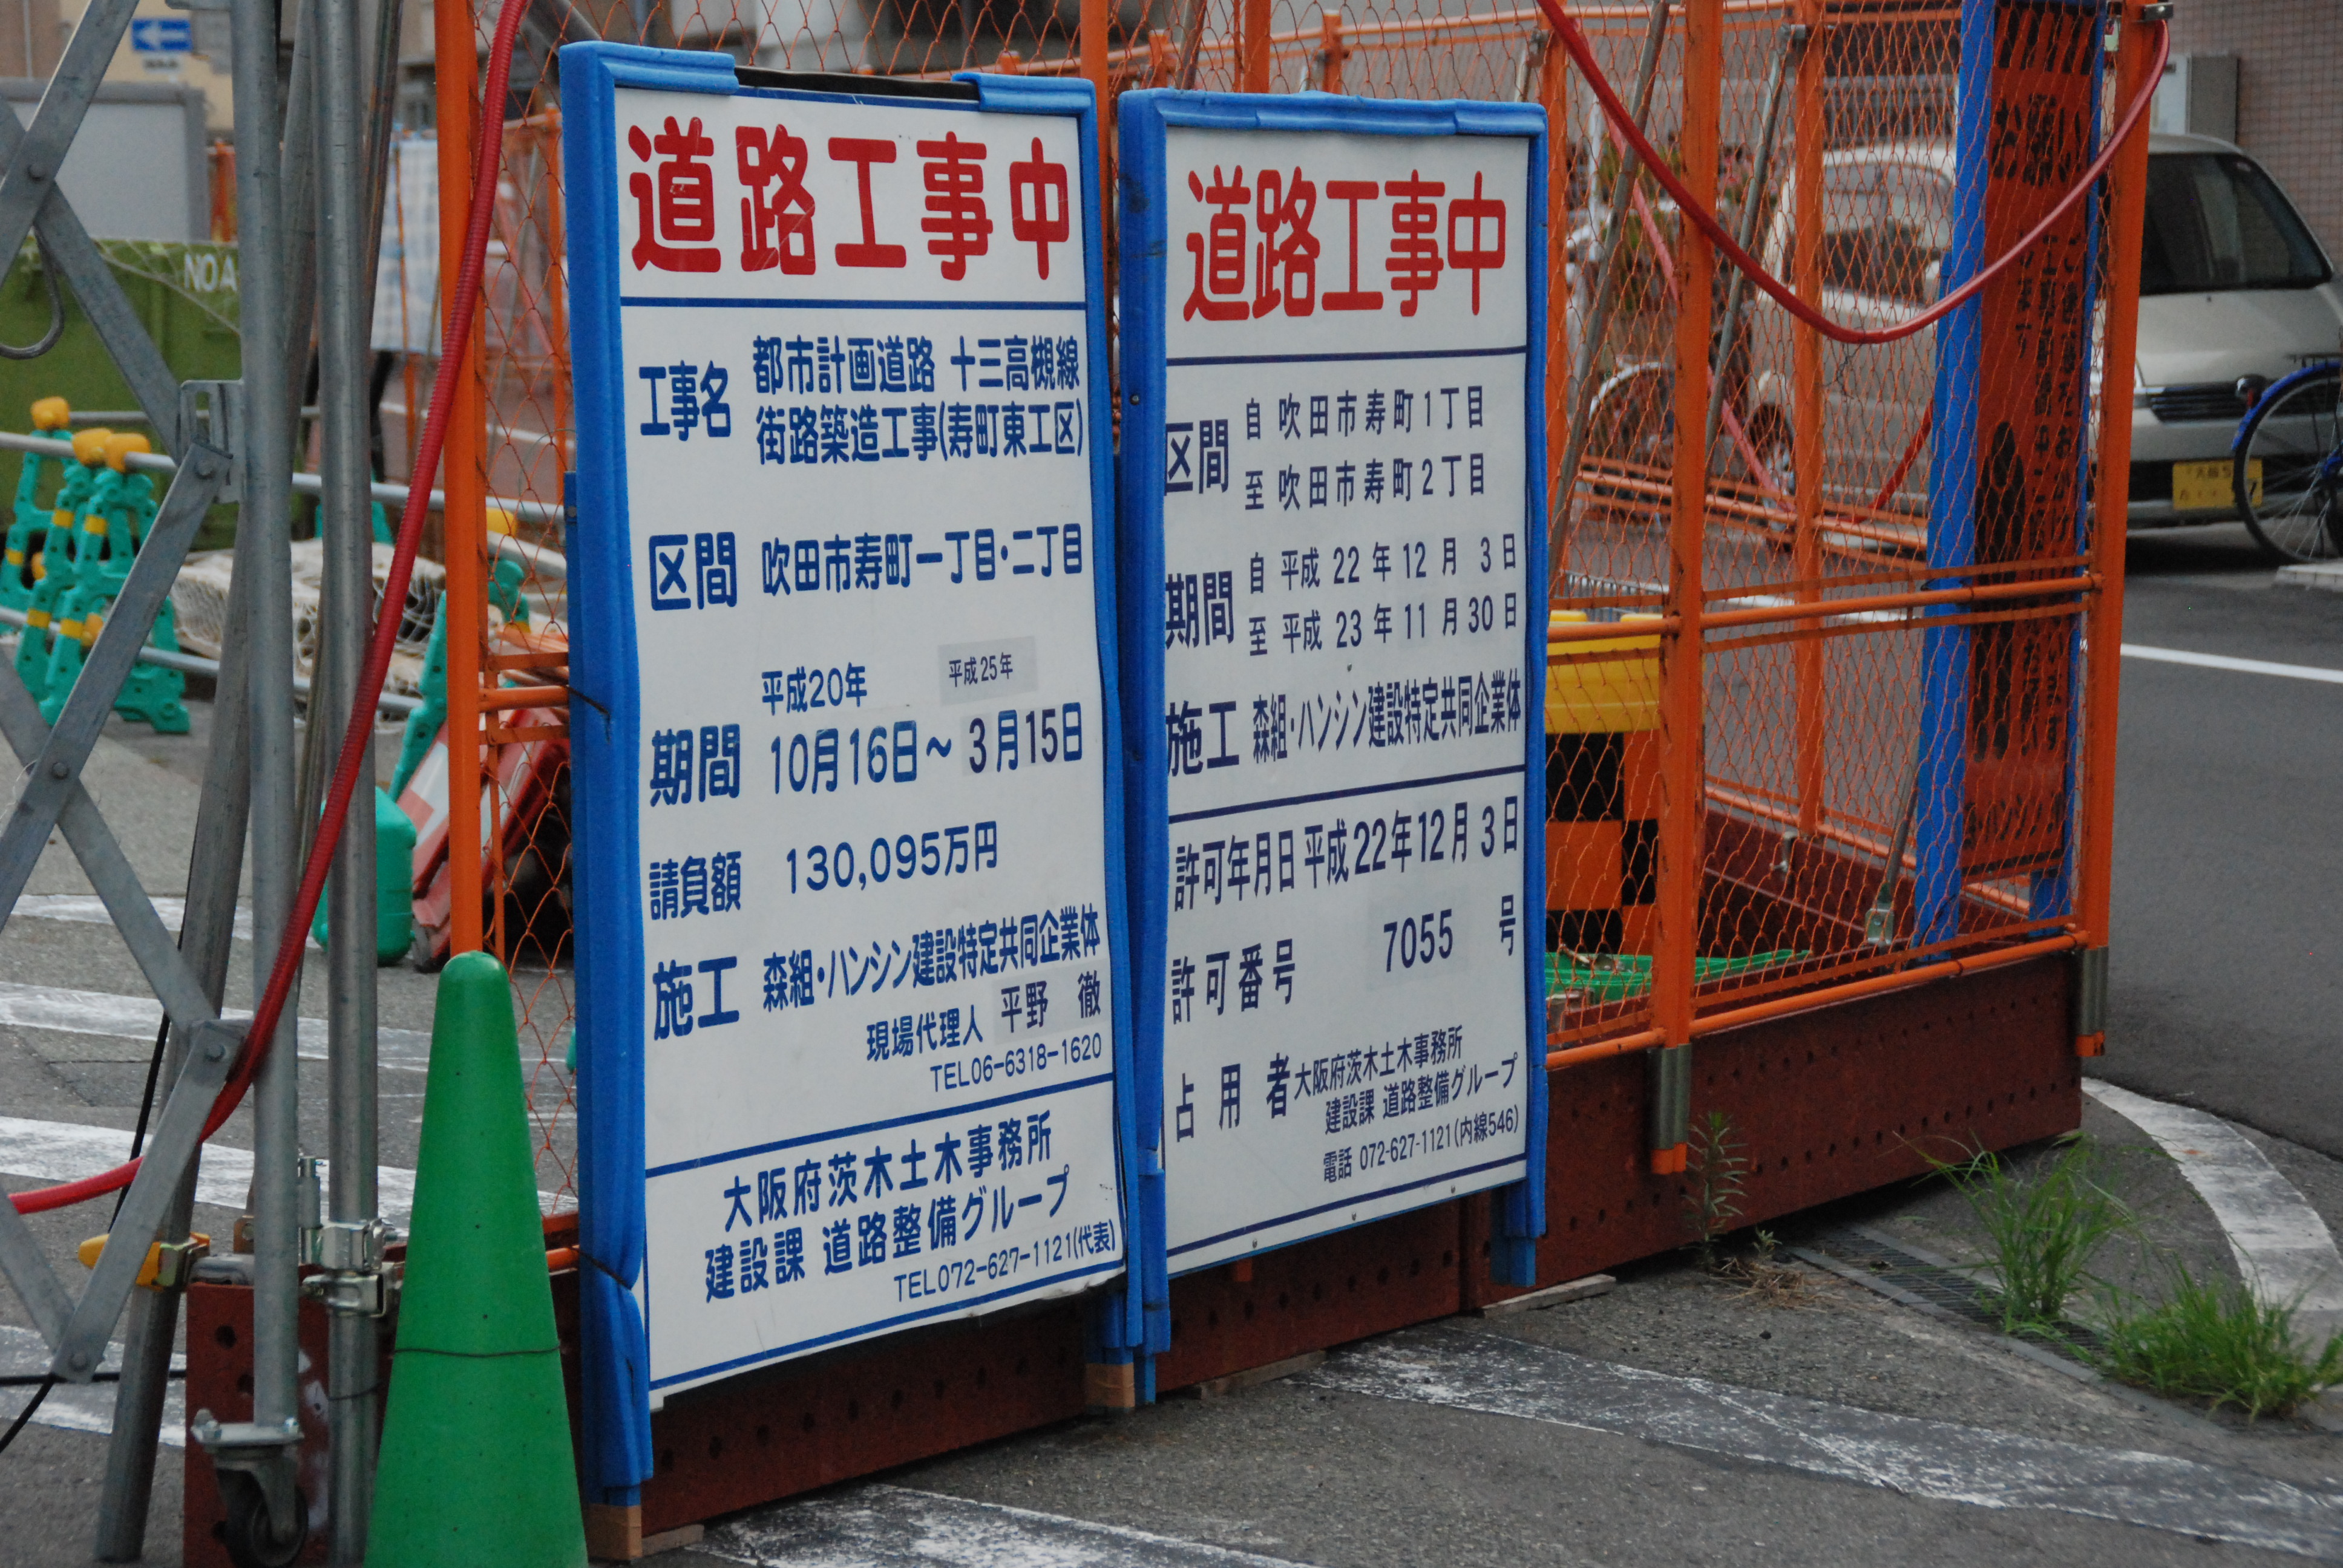 道路工事中
工事名 都市計画道路 十三高槻線
街路築造工事(寿町東工区)
区間 吹田市寿町一丁目・二丁目
平成20年 平成25年
期間 10月16日～3月15日
請負額 130,095万円
施工 森組・ハンシン建設特定共同企業体
現場代理人 平野 徹
TEL06-6318-1620
大阪府茨木土木事務所
建設課 道路整備グループ
TEL072-627-1121(代表)
道路工事中
区間 自 吹田市寿町1丁目
至 吹田市寿町2丁目
期間 自 平成 22 年 12 月 3 日
至 平成 23 年 11 月 30 日
施工 森組・ハンシン建設特定共同企業体
許可年月日 平成 22年 12月 3日
許可番号 7055 号
占用者 大阪府茨木土木事務所
建設課 道路整備グループ
電話 072-627-1121(内線546)
NO A
お願い